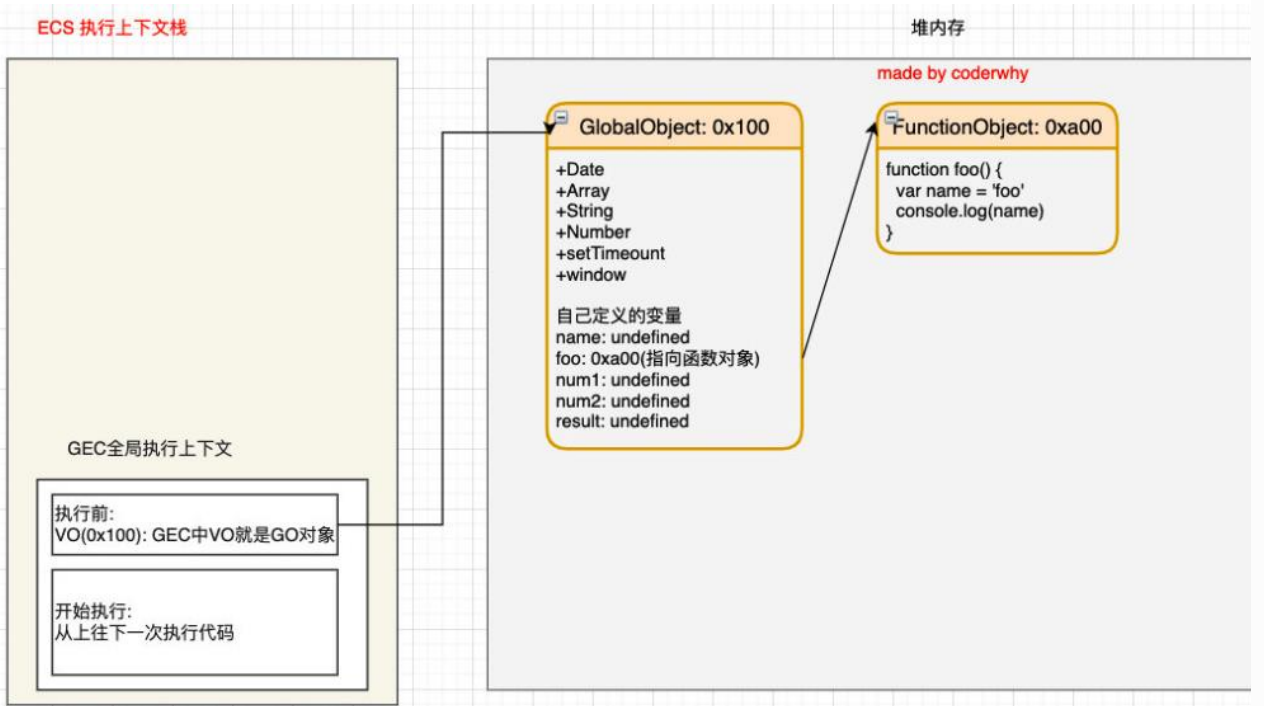 ECS 执行上下文栈
堆内存
made by coderwhy
GlobalObject: 0x100
+Date
+Array
+String
+Number
+setTimeount
+window
自己定义的变量
name: undefined
foo: 0xa00(指向函数对象)
num1: undefined
num2: undefined
result: undefined
FunctionObject: 0xa00
function foo() {
var name = 'foo'
console.log(name)
}
GEC全局执行上下文
执行前:
VO(0x100): GEC中VO就是GO对象
开始执行:
从上往下一次执行代码